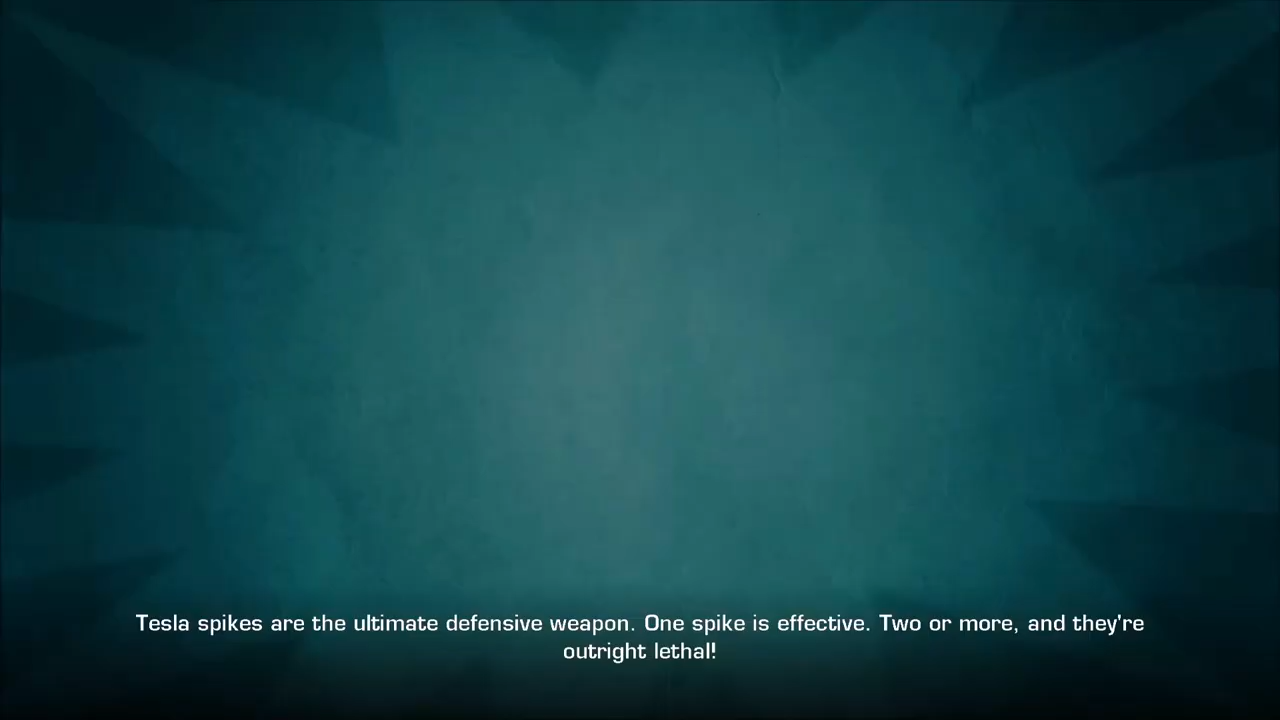 Tesla spikes are the ultimate defensive weapon. One spike is effective. Two or more, and they're
outright lethal!